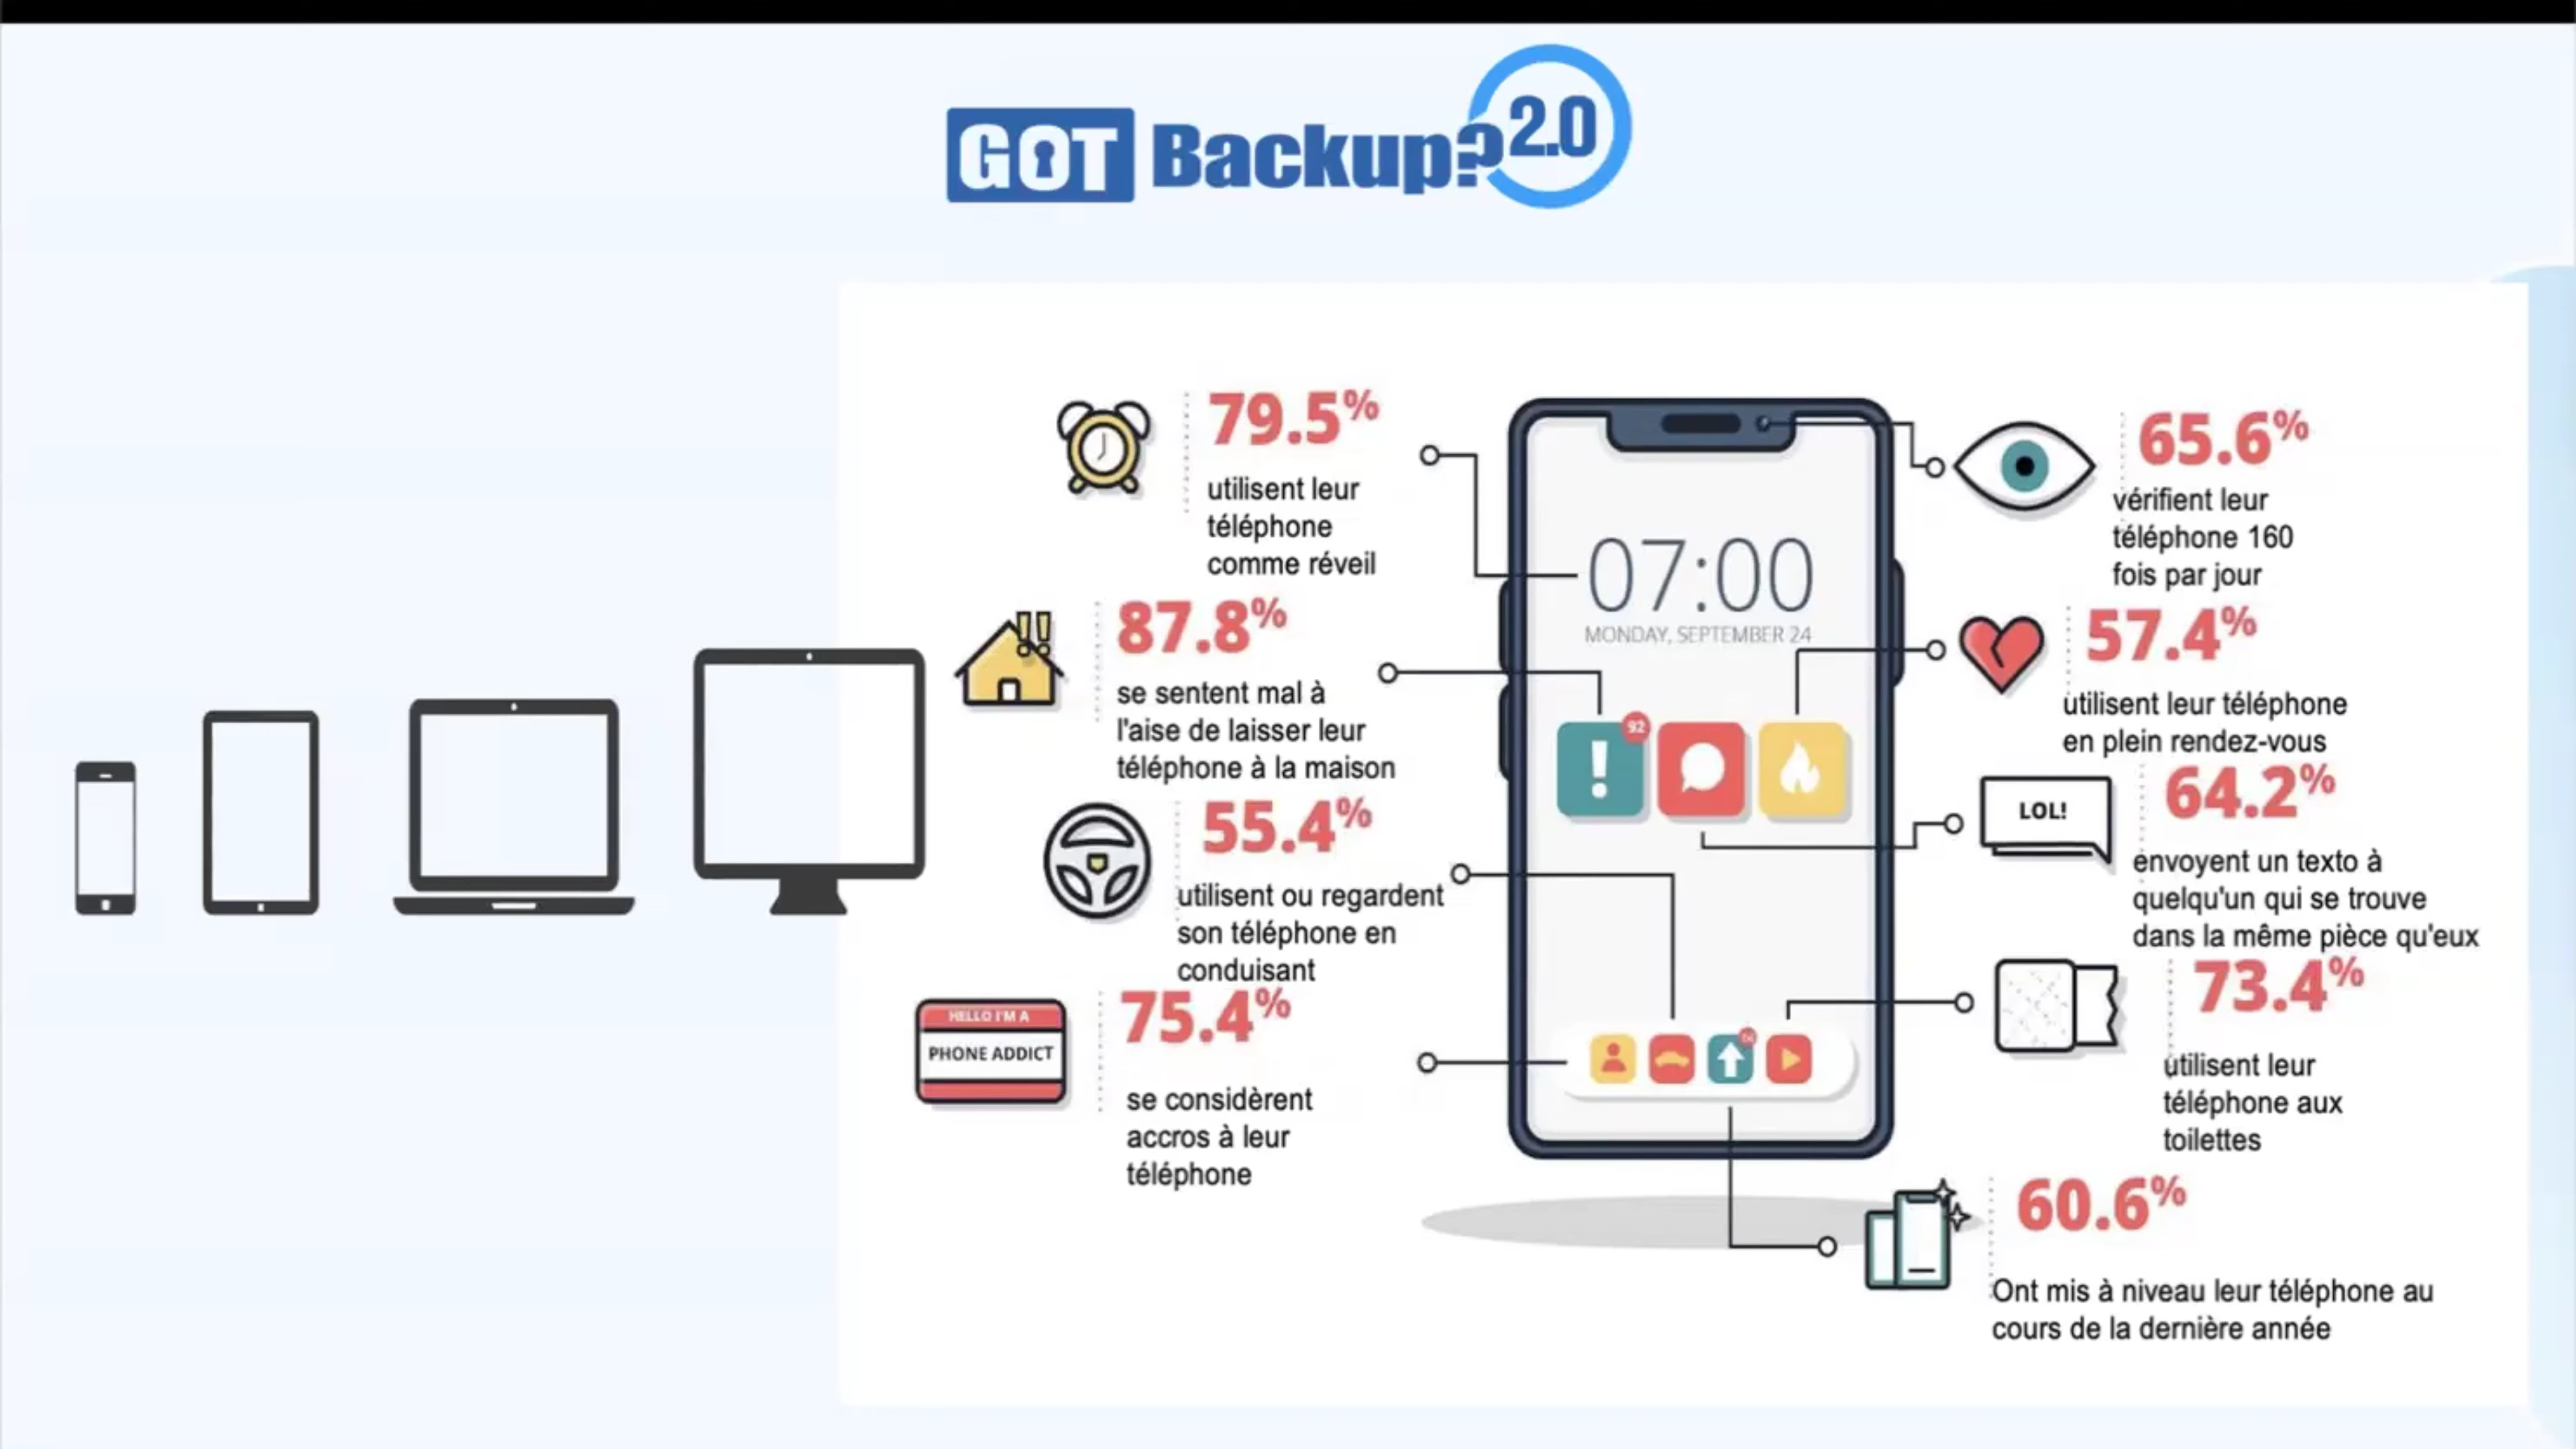 GOT Backup? 2.0
79.5%
utilisent leur
téléphone
comme réveil
87.8%
se sentent mal à
l'aise de laisser leur
téléphone à la maison
55.4%
utilisent ou regardent
son téléphone en
conduisant
HELLO I'M A
PHONE ADDICT
75.4%
se considèrent
accros à leur
téléphone
07:00
MONDAY, SEPTEMBER 24
92
65.6%
vérifient leur
téléphone 160
fois par jour
57.4%
utilisent leur téléphone
en plein rendez-vous
LOL!
64.2%
envoyent un texto à
quelqu'un qui se trouve
dans la même pièce qu'eux
73.4%
utilisent leur
téléphone aux
toilettes
60.6%
Ont mis à niveau leur téléphone au
cours de la dernière année